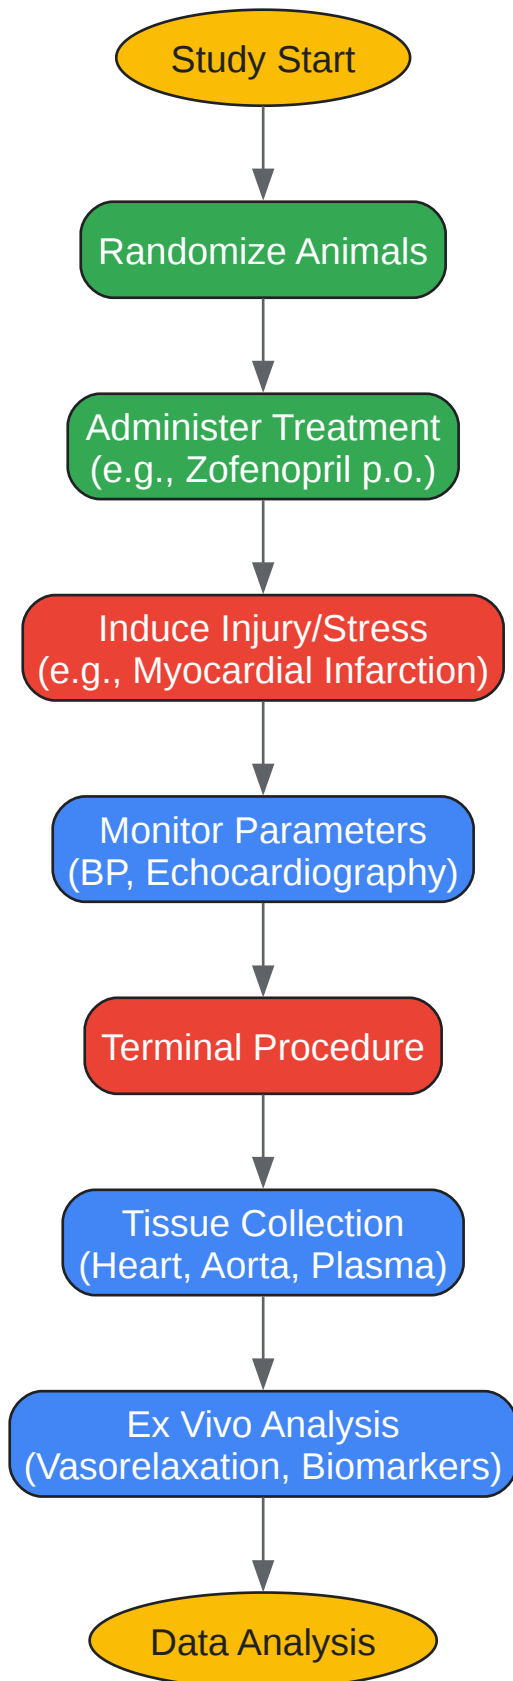 Study Start
Randomize Animals
Administer Treatment
(e.g., Zofenopril p.o.)
Induce Injury/Stress
(e.g., Myocardial Infarction)
Monitor Parameters
(BP, Echocardiography)
Terminal Procedure
Tissue Collection
(Heart, Aorta, Plasma)
Ex Vivo Analysis
(Vasorelaxation, Biomarkers)
Data Analysis